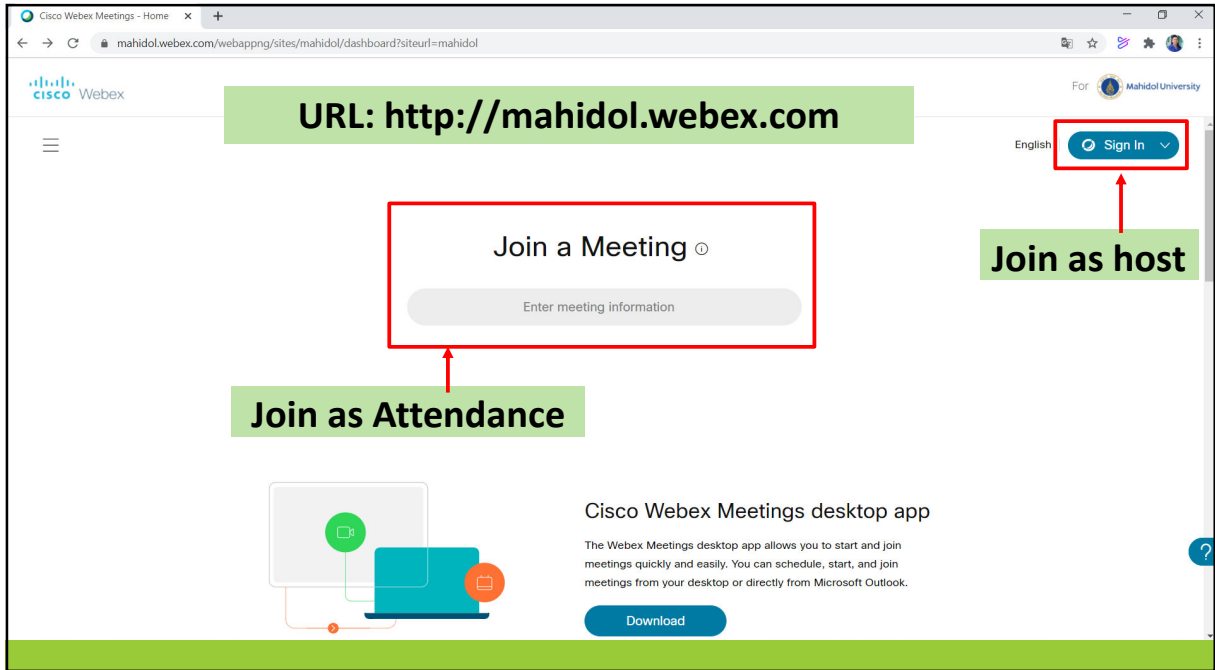 Cisco Webex Meetings - Home
mahidol.webex.com/webappng/sites/mahidol/dashboard?siteurl=mahidol
CISCO Webex
URL: http://mahidol.webex.com
For Mahidol University
English Sign In
Join a Meeting
Enter meeting information
Join as host
Join as Attendance
Cisco Webex Meetings desktop app
The Webex Meetings desktop app allows you to start and join
meetings quickly and easily. You can schedule, start, and join
meetings from your desktop or directly from Microsoft Outlook.
?
Download